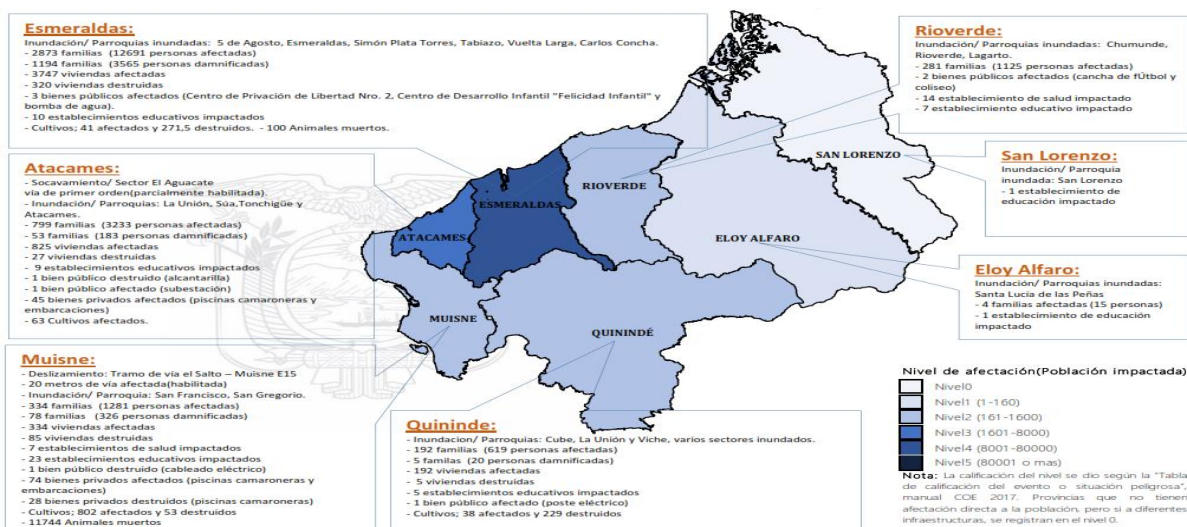 Esmeraldas:
Inundación/ Parroquias inundadas: 5 de Agosto, Esmeraldas, Simón Plata Torres, Tabiazo, Vuelta Larga, Carlos Concha.
- 2873 familias (12691 personas afectadas)
- 1194 familias (3565 personas damnificadas)
- 3747 viviendas afectadas
- 320 viviendas destruidas
- 3 bienes públicos afectados (Centro de Privación de Libertad Nro. 2, Centro de Desarrollo Infantil "Felicidad Infantil" y
bomba de agua).
- 10 establecimientos educativos impactados
- Cultivos; 41 afectados y 271,5 destruidos. - 100 Animales muertos.
Atacames:
- Socavamiento/ Sector El Aguacate
vía de primer orden(parcialmente habilitada).
- Inundación/ Parroquias: La Unión, Súa,Tonchigüe y
Atacames.
- 799 familias (3233 personas afectadas)
- 53 familias (183 personas damnificadas)
- 825 viviendas afectadas
- 27 viviendas destruidas
- 9 establecimientos educativos impactados
- 1 bien público destruido (alcantarilla)
- 1 bien público afectado (subestación)
- 45 bienes privados afectados (piscinas camaroneras y
embarcaciones)
- 63 Cultivos afectados.
Muisne:
- Deslizamiento: Tramo de vía el Salto – Muisne E15
- 20 metros de vía afectada(habilitada)
- Inundación/ Parroquia: San Francisco, San Gregorio.
- 334 familias (1281 personas afectadas)
- 78 familias (326 personas damnificadas)
- 334 viviendas afectadas
- 85 viviendas destruidas
- 7 establecimientos de salud impactados
- 23 establecimientos educativos impactados
- 1 bien público destruido (cableado eléctrico)
- 74 bienes privados afectados (piscinas camaroneras y
embarcaciones)
- 28 bienes privados destruidos (piscinas camaroneras)
- Cultivos; 802 afectados y 53 destruidos
- 11744 Animales muertos
Quininde:
- Inundacion/ Parroquias: Cube, La Unión y Viche, varios sectores inundados.
- 192 familias (619 personas afectadas)
- 5 familas (20 personas damnificadas)
- 192 viviendas afectadas
- 5 viviendas destruidas
- 5 establecimientos educativos impactados
- 1 bien público afectado (poste eléctrico)
- Cultivos; 38 afectados y 229 destruidos
Rioverde:
Inundación/ Parroquias inundadas: Chumunde,
Rioverde, Lagarto.
- 281 familias (1125 personas afectadas)
- 2 bienes públicos afectados (cancha de fÚtbol y
coliseo)
- 14 establecimiento de salud impactado
- 7 establecimiento educativo impactado
San Lorenzo:
Inundación/ Parroquia
inundada: San Lorenzo
- 1 establecimiento de
educación impactado
Eloy Alfaro:
Inundación/ Parroquias inundadas:
Santa Lucía de las Peñas
- 4 familias afectadas (15 personas)
- 1 establecimiento de educación
impactado
SAN LORENZO
RIOVERDE
ESMERALDAS
ATACAMES
ELOY ALFARO
MUISNE
QUININDÉ
Nivel de afectación(Población impactada)
Nivel0
Nivel1 (1-160)
Nivel2 (161-1600)
Nivel3 (1601-8000)
Nivel4 (8001-80000)
Nivel5 (80001 o mas)
Nota: La calificación del nivel se dio según la "Tabla
de calificación del evento o situación peligrosa",
manual COE 2017. Provincias que no tienen
afectación directa a la población, pero si a diferentes
infraestructuras, se registran en el nivel 0.